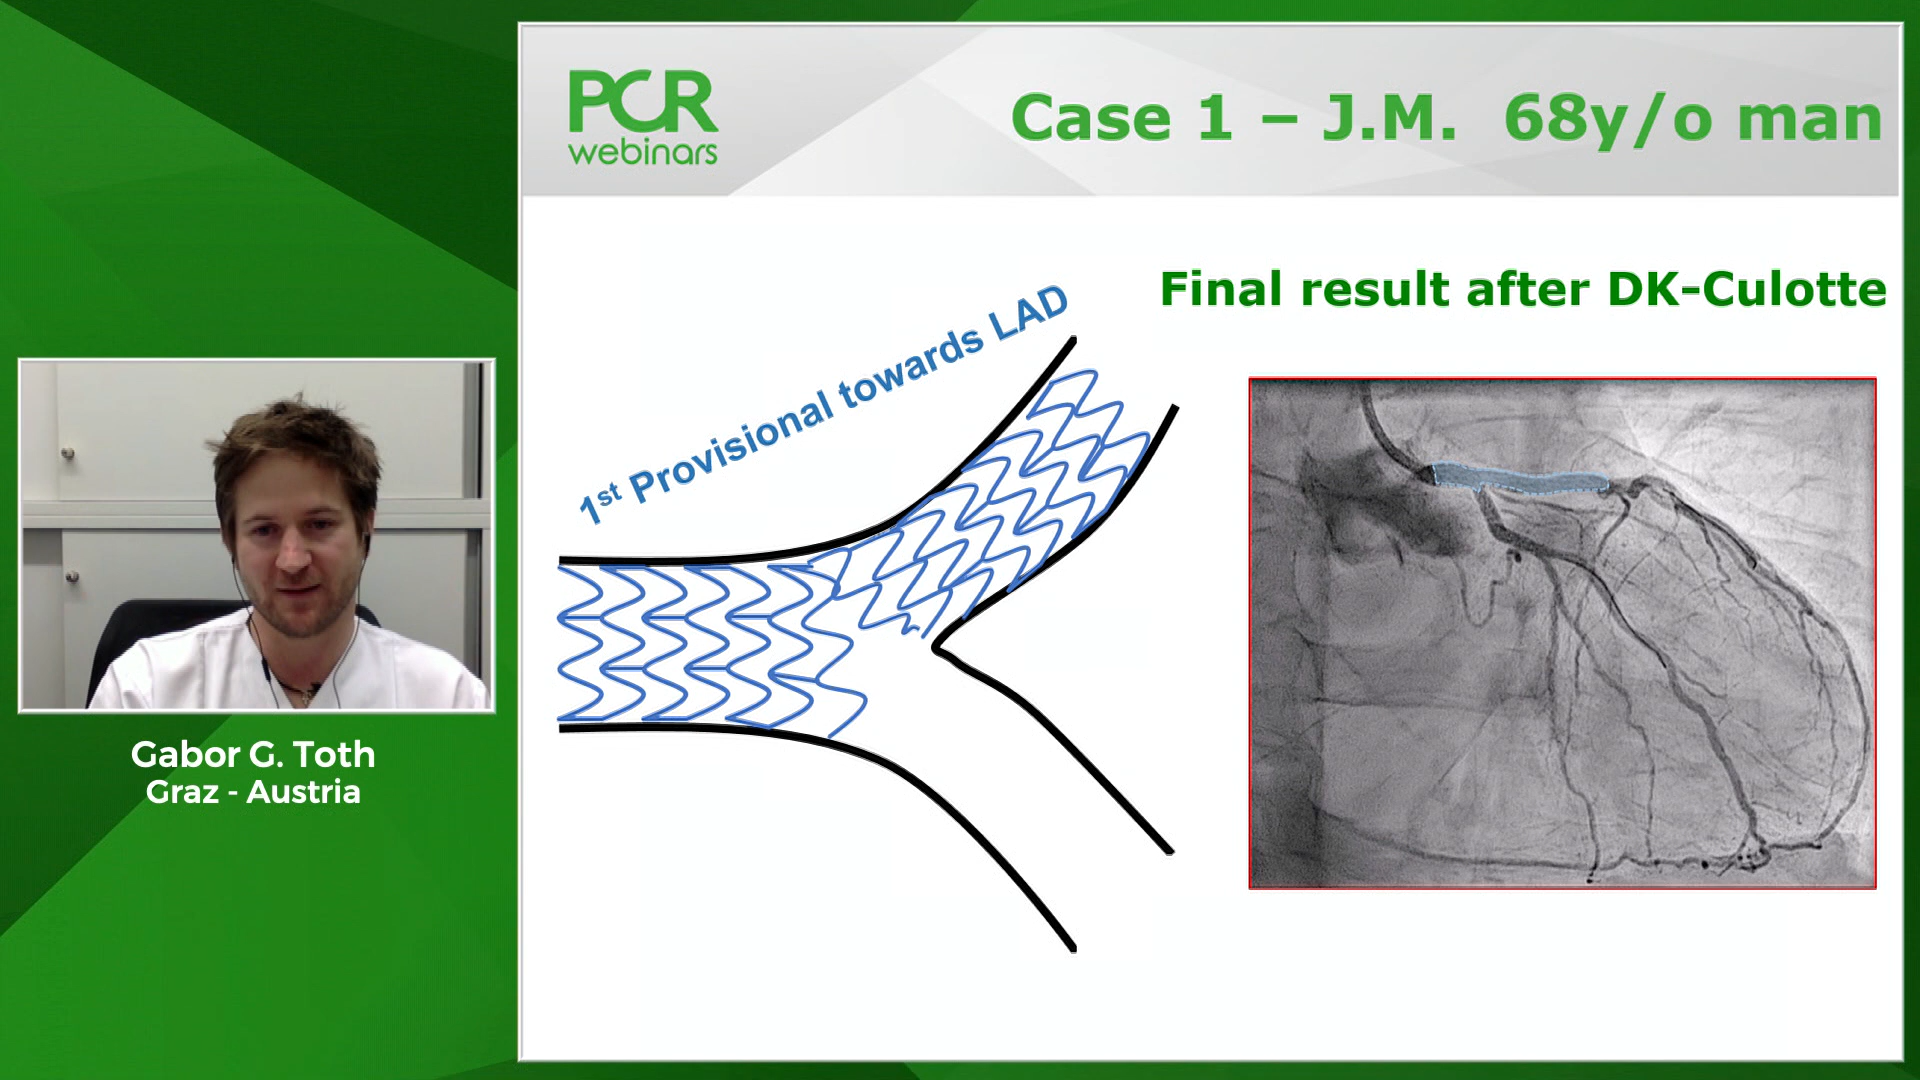 PCR
webinars
Case 1 – J.M. 68y/o man
Final result after DK-Culotte
1st Provisional towards LAD
Gabor G. Toth
Graz - Austria